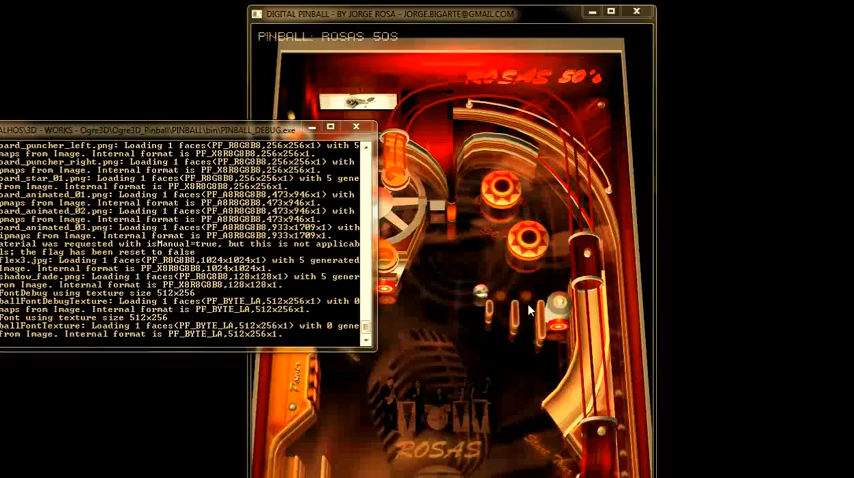 DIGITAL PINBALL - BY JORGE ROSA - JORGE.BIGARTE@GMAIL.COM
PINBALL: ROSAS 50S
ROSAS 50's
ALHOS\3D - WORKS - Ogre3D\Ogre3D_Pinball\PINBALL\bin\PINBALL_DEBUG.exe
oard_puncher_left.png: Loading 1 faces(PF_R8G8B8,256x256x1) with 5
maps from Image. Internal format is PF_X8R8G8B8,256x256x1.
oard_puncher_right.png: Loading 1 faces(PF_R8G8B8,256x256x1) with
pmaps from Image. Internal format is PF_X8R8G8B8,256x256x1.
oard_star_01.png: Loading 1 faces(PF_R8G8B8,256x256x1) with 5 gene
from Image. Internal format is PF_X8R8G8B8,256x256x1.
oard_animated_01.png: Loading 1 faces(PF_A8R8G8B8,473x946x1) with
ipmaps from Image. Internal format is PF_A8R8G8B8,473x946x1.
oard_animated_02.png: Loading 1 faces(PF_A8R8G8B8,473x946x1) with
ipmaps from Image. Internal format is PF_A8R8G8B8,473x946x1.
oard_animated_03.png: Loading 1 faces(PF_A8R8G8B8,933x1709x1) with
ipmaps from Image. Internal format is PF_A8R8G8B8,933x1709x1.
aterial was requested with isManual=true, but this is not applicab
ls; the flag has been reset to false
flex3.jpg: Loading 1 faces(PF_R8G8B8,1024x1024x1) with 5 generated
Image. Internal format is PF_X8R8G8B8,1024x1024x1.
shadow_fade.png: Loading 1 faces(PF_R8G8B8,128x128x1) with 5 gener
from Image. Internal format is PF_X8R8G8B8,128x128x1.
FontDebug using texture size 512x256
ballFontDebugTexture: Loading 1 faces(PF_BYTE_LA,512x256x1) with 0
maps from Image. Internal format is PF_BYTE_LA,512x256x1.
Font using texture size 512x256
ballFontTexture: Loading 1 faces(PF_BYTE_LA,512x256x1) with 0 gene
from Image. Internal format is PF_BYTE_LA,512x256x1.
Power
ROSAS